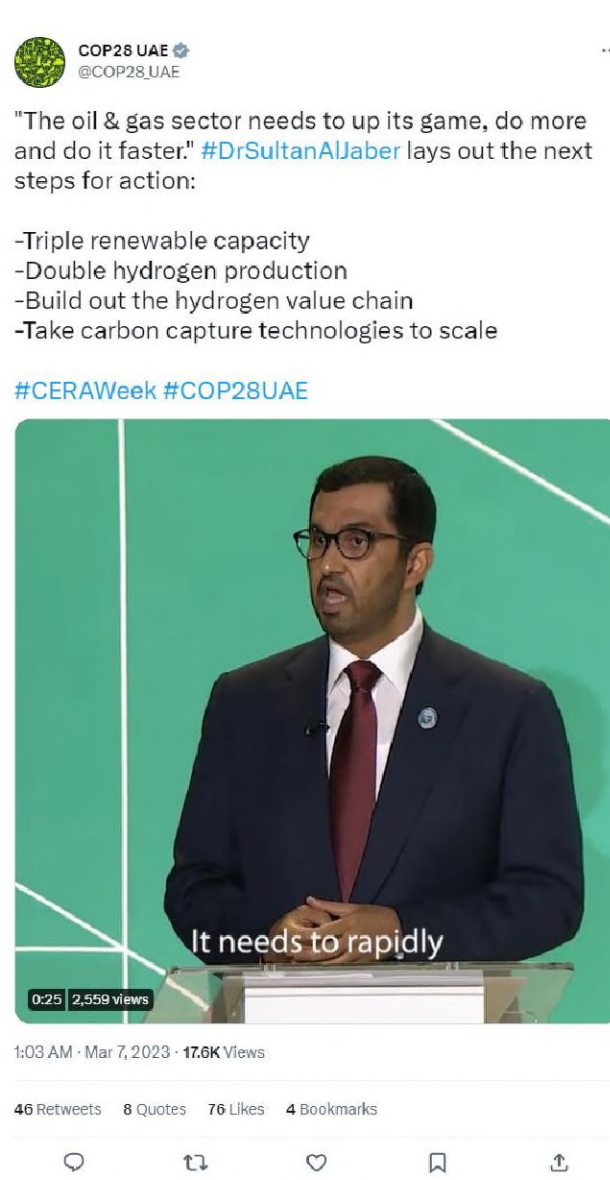 COP28 UAE
@COP28_UAE
"The oil & gas sector needs to up its game, do more
and do it faster." #DrSultanAlJaber lays out the next
steps for action:
-Triple renewable capacity
-Double hydrogen production
-Build out the hydrogen value chain
-Take carbon capture technologies to scale
#CERAWeek #COP28UAE
It needs to rapidly
0:25 2,559 views
1:03 AM · Mar 7, 2023 · 17.6K Views
46 Retweets 8 Quotes 76 Likes 4 Bookmarks